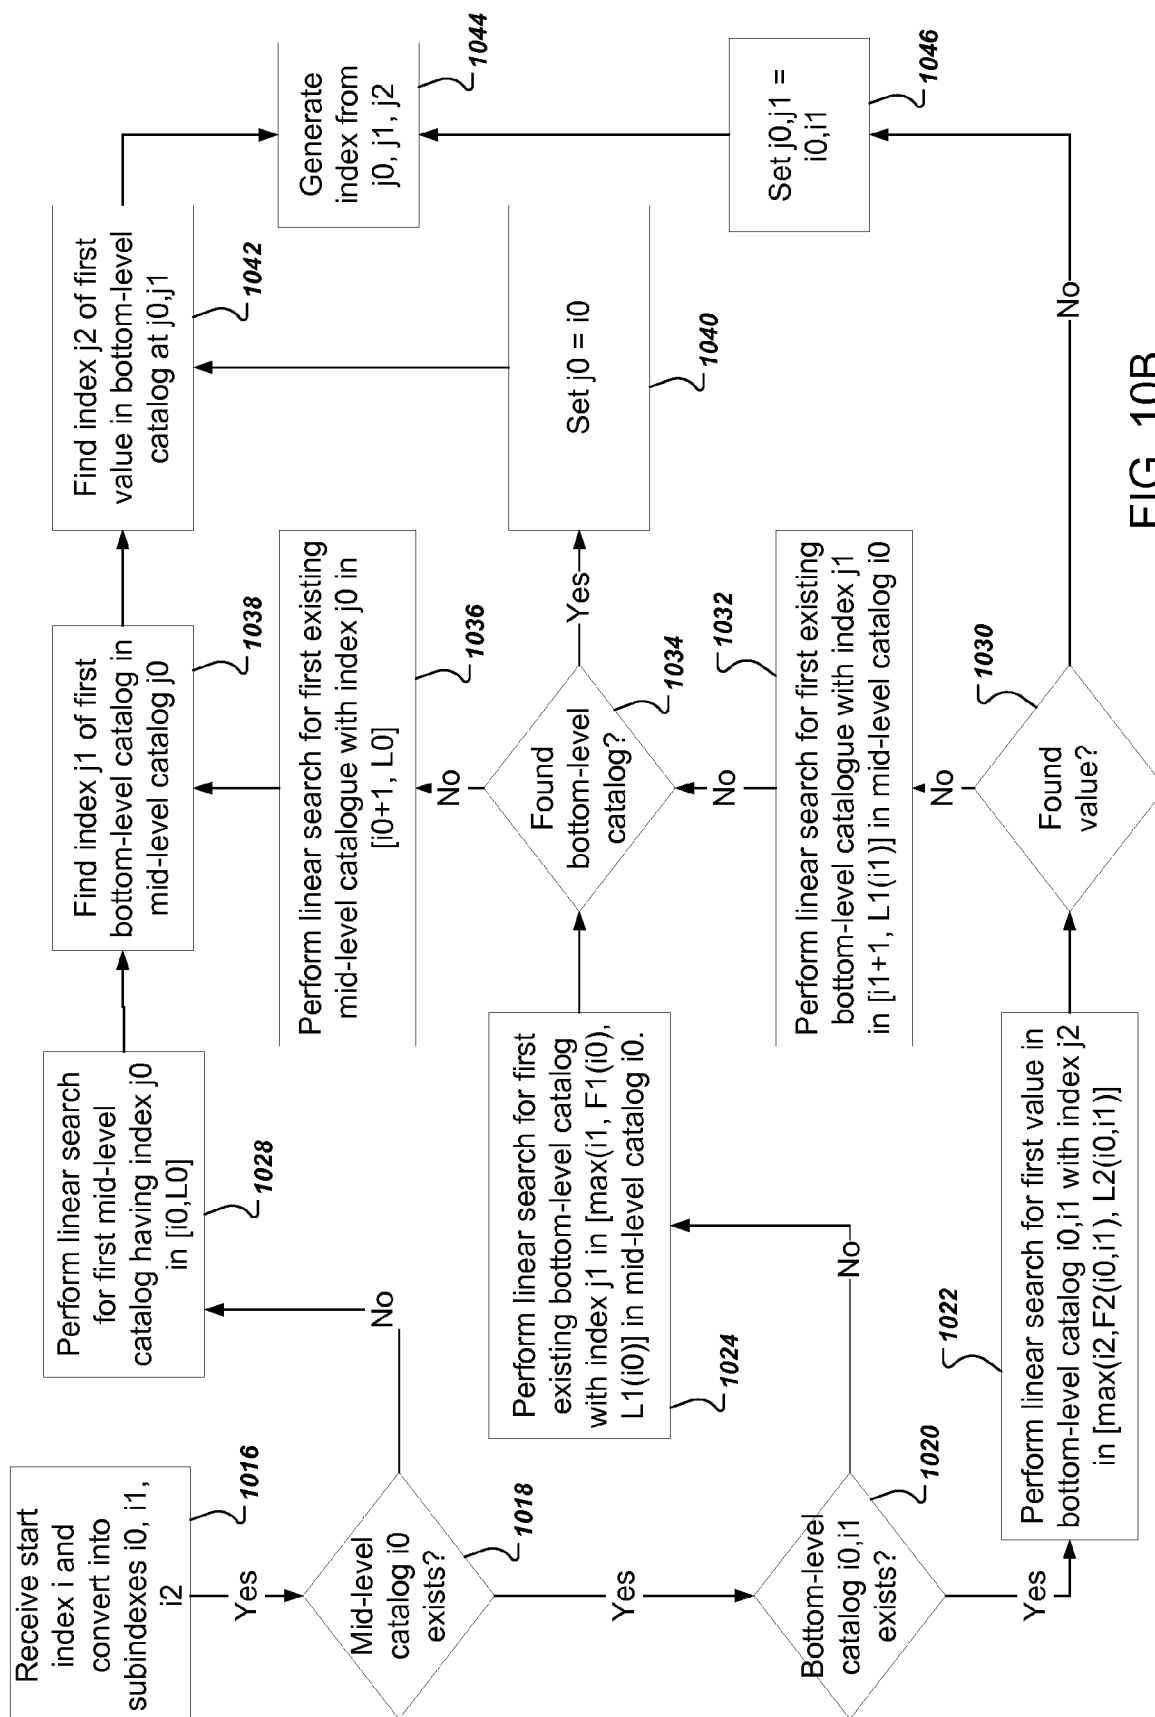 Receive start
index i and
convert into
subindexes i0, i1,
i2
1016
Yes
Mid-level
catalog i0
exists?
1018
No
Yes
Bottom-level
catalog i0,i1
exists?
1020
No
Yes
Perform linear search
for first mid-level
catalog having index j0
in [i0,L0]
1028
Perform linear search for first
existing bottom-level catalog
with index j1 in [max(i1, F1(i0),
L1(i0)] in mid-level catalog i0.
1024
Perform linear search for first value in
bottom-level catalog i0,i1 with index j2
in [max(i2,F2(i0,i1), L2(i0,i1)]
1022
Find index j1 of first
bottom-level catalog in
mid-level catalog j0
1038
Perform linear search for first existing
mid-level catalogue with index j0 in
[i0+1, L0]
1036
No
Found
bottom-level
catalog?
1034
Yes
No
Perform linear search for first existing
bottom-level catalogue with index j1
in [i1+1, L1(i1)] in mid-level catalog i0
1032
No
Found
value?
1030
No
Find index j2 of first
value in bottom-level
catalog at j0,j1
1042
Set j0 = i0
1040
Generate
index from
j0, j1, j2
1044
Set j0,j1 =
i0,i1
1046
FIG. 10B